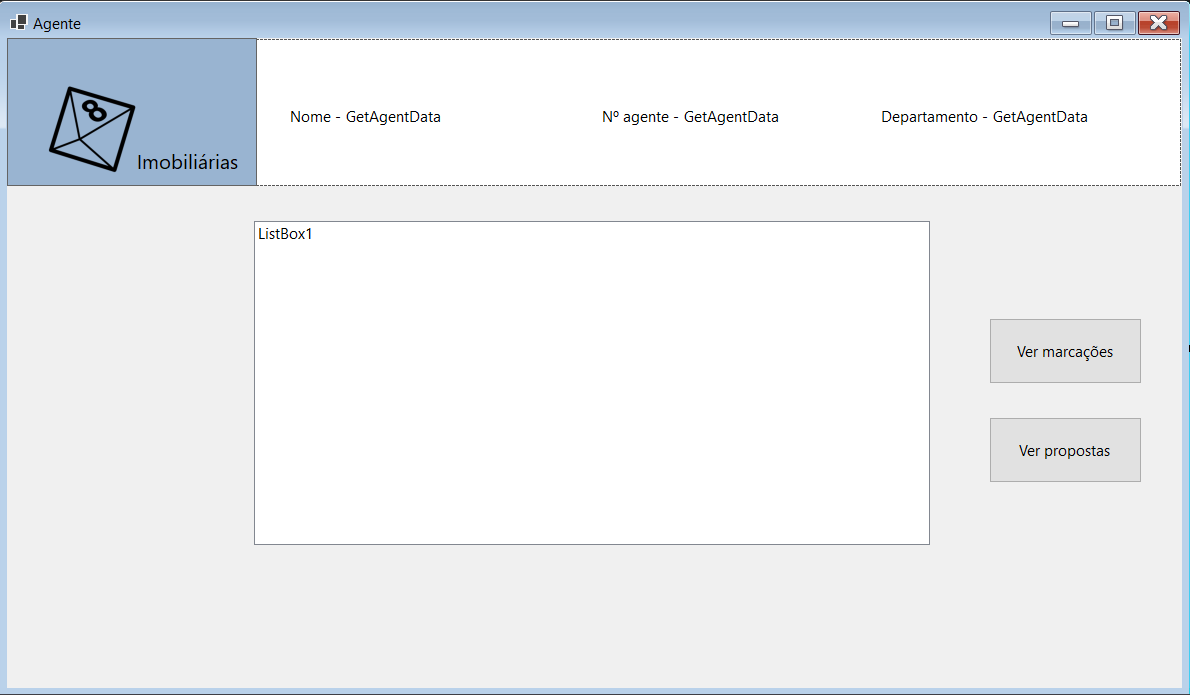 Agente
8
Imobiliárias
Nome - GetAgentData
Nº agente - GetAgentData
Departamento - GetAgentData
ListBox1
Ver marcações
Ver propostas